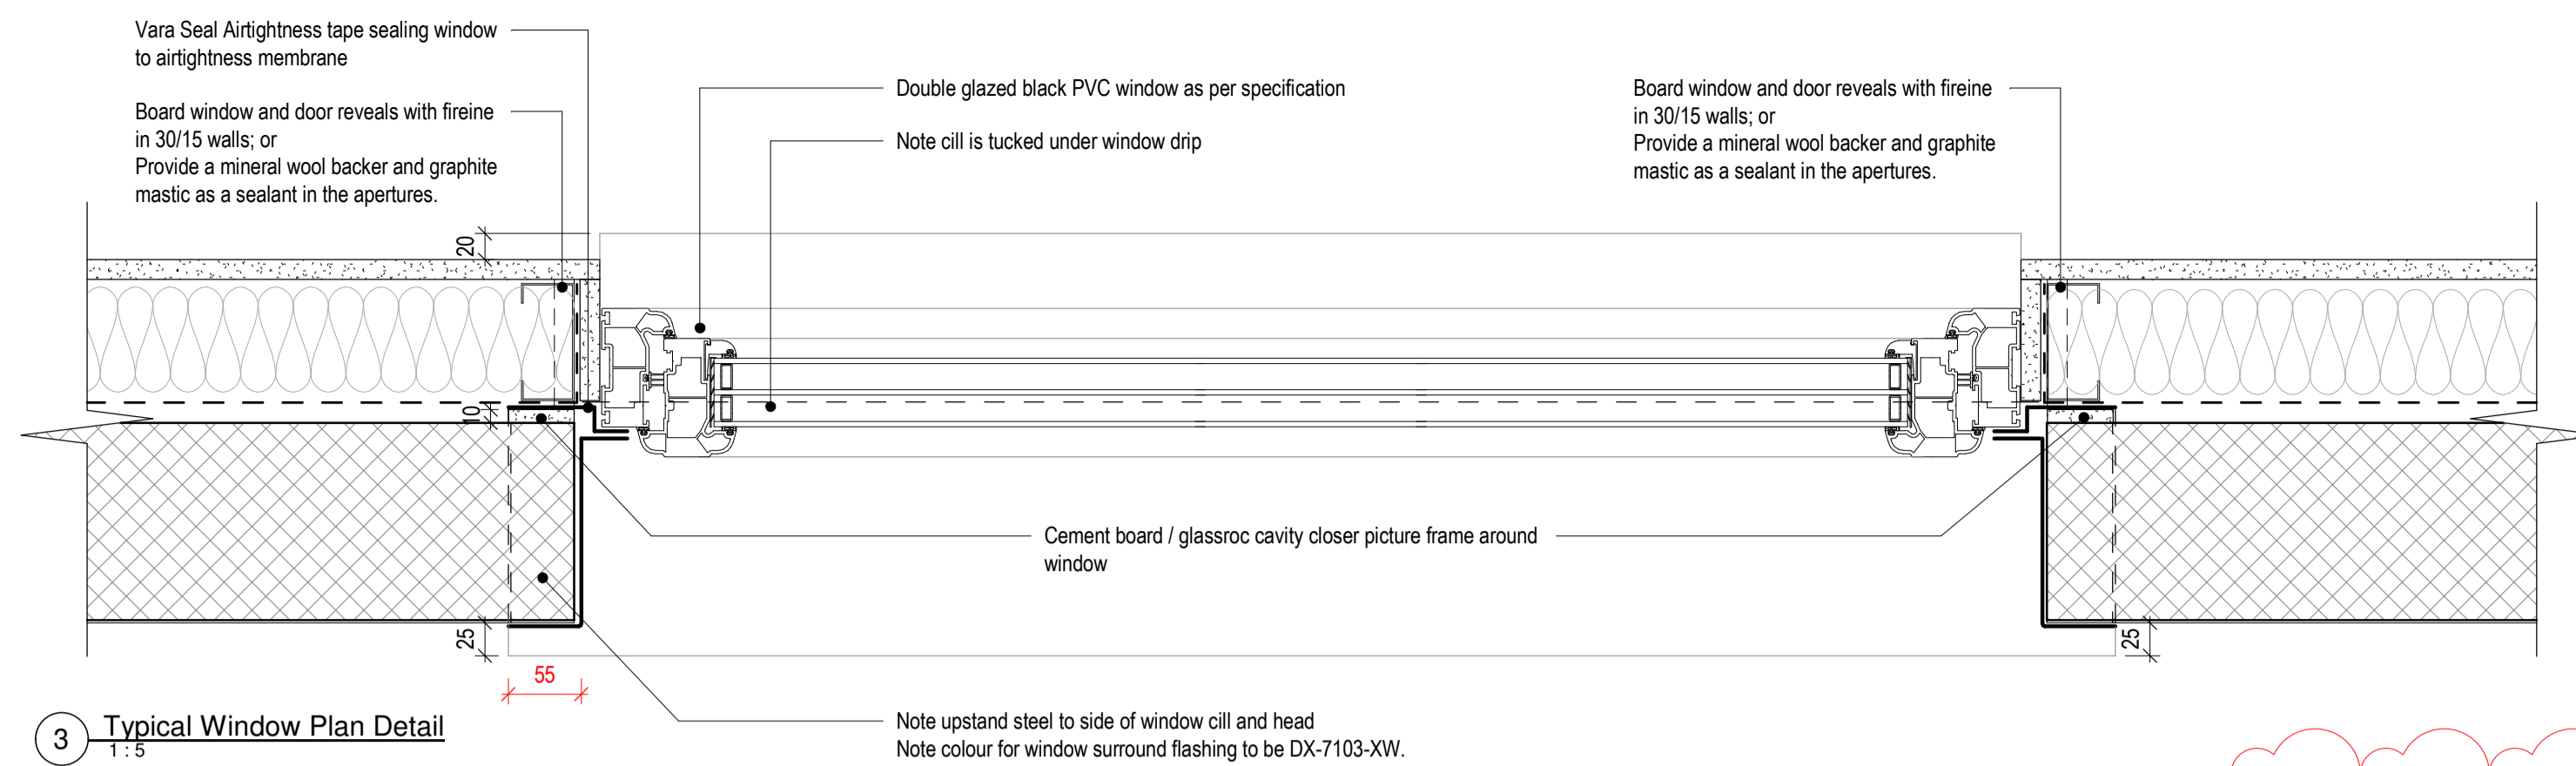 Vara Seal Airtightness tape sealing window
to airtightness membrane
Board window and door reveals with fireine
in 30/15 walls; or
Provide a mineral wool backer and graphite
mastic as a sealant in the apertures.
Double glazed black PVC window as per specification
Note cill is tucked under window drip
Board window and door reveals with fireine
in 30/15 walls; or
Provide a mineral wool backer and graphite
mastic as a sealant in the apertures.
20
10
Cement board / glassroc cavity closer picture frame around
window
25
25
55
Note upstand steel to side of window cill and head
Note colour for window surround flashing to be DX-7103-XW.
3
Typical Window Plan Detail
1 : 5